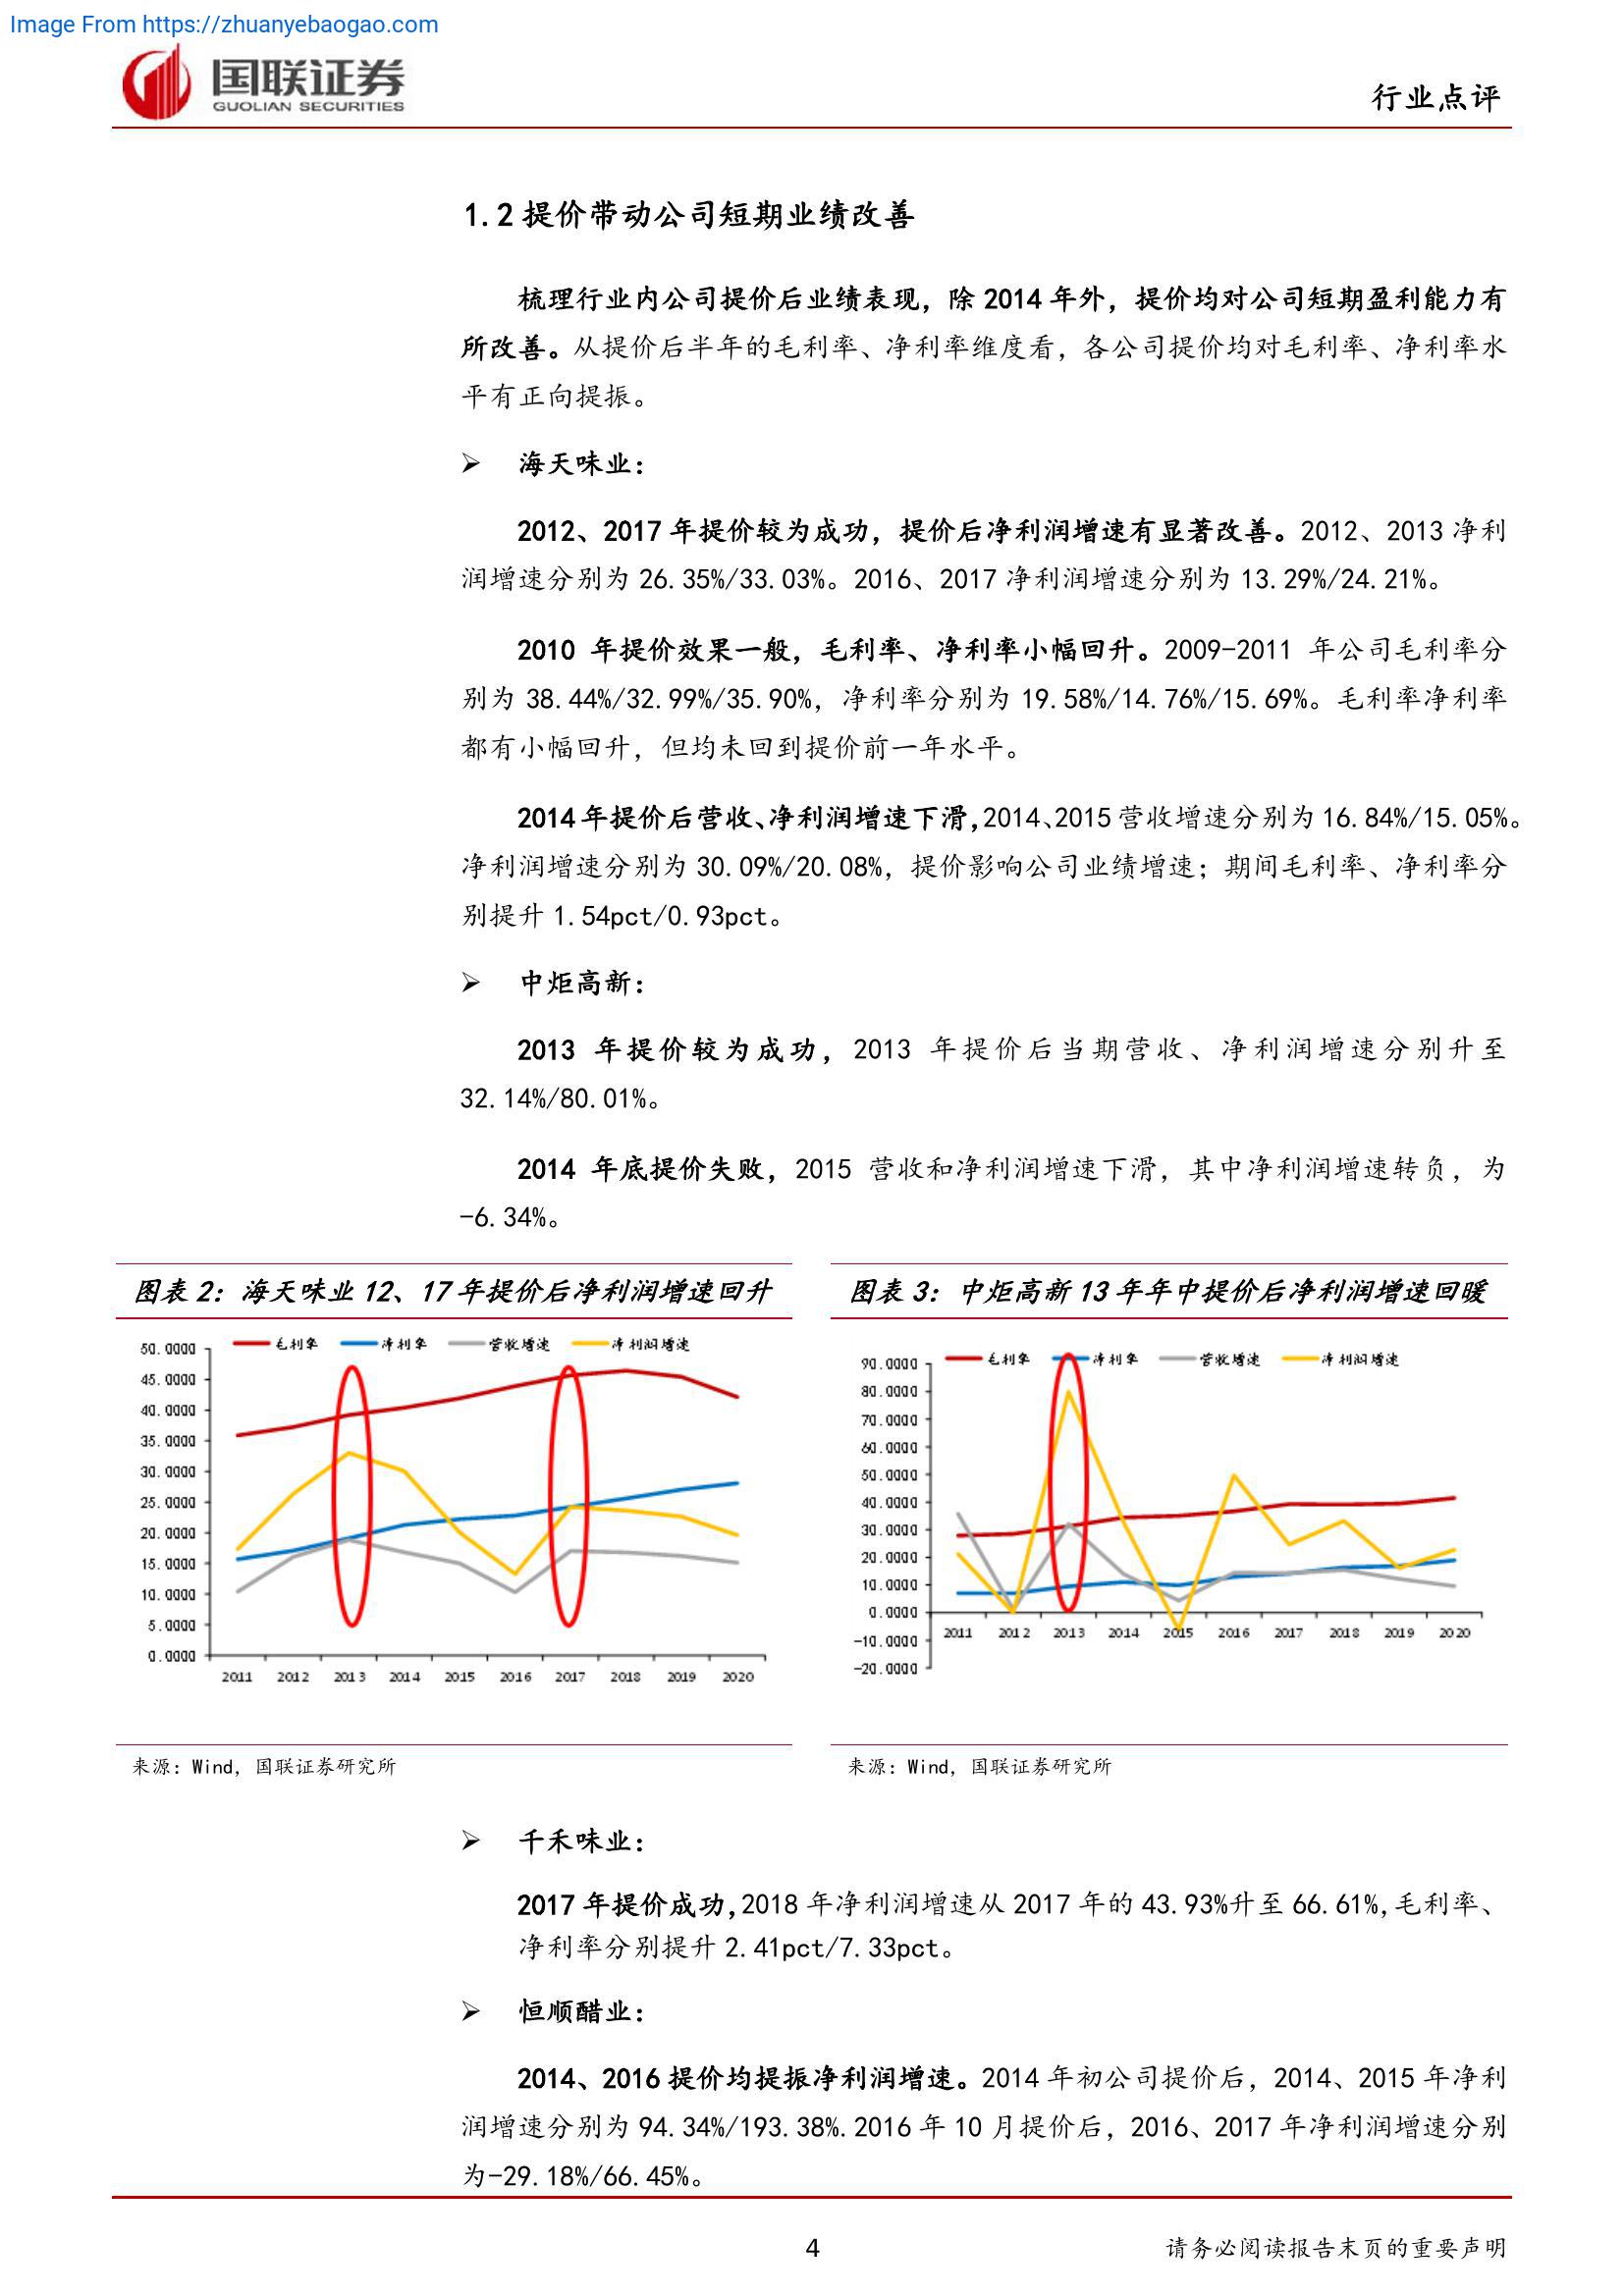 Image From https://zhuanyebaogao.com
国联证券
GUOLIAN SECURITIES
行业点评
1.2 提价带动公司短期业绩改善
梳理行业内公司提价后业绩表现，除 2014 年外，提价均对公司短期盈利能力有
所改善。从提价后半年的毛利率、净利率维度看，各公司提价均对毛利率、净利率水
平有正向提振。
➢ 海天味业：
2012、2017 年提价较为成功，提价后净利润增速有显著改善。2012、2013 净利
润增速分别为 26.35%/33.03%。2016、2017 净利润增速分别为 13.29%/24.21%。
2010 年提价效果一般，毛利率、净利率小幅回升。2009-2011 年公司毛利率分
别为 38.44%/32.99%/35.90%，净利率分别为 19.58%/14.76%/15.69%。毛利率净利率
都有小幅回升，但均未回到提价前一年水平。
2014 年提价后营收、净利润增速下滑，2014、2015 营收增速分别为 16.84%/15.05%。
净利润增速分别为 30.09%/20.08%，提价影响公司业绩增速；期间毛利率、净利率分
别提升 1.54pct/0.93pct。
➢ 中炬高新：
2013 年提价较为成功，2013 年提价后当期营收、净利润增速分别升至
32.14%/80.01%。
2014 年底提价失败，2015 营收和净利润增速下滑，其中净利润增速转负，为
-6.34%。
图表 2：海天味业 12、17 年提价后净利润增速回升
毛利率 净利率 营收增速 净利润增速
50.0000
45.0000
40.0000
35.0000
30.0000
25.0000
20.0000
15.0000
10.0000
5.0000
0.0000
2011 2012 2013 2014 2015 2016 2017 2018 2019 2020
来源：Wind，国联证券研究所
图表 3：中炬高新 13 年年中提价后净利润增速回暖
毛利率 净利率 营收增速 净利润增速
90.0000
80.0000
70.0000
60.0000
50.0000
40.0000
30.0000
20.0000
10.0000
0.0000
-10.0000
-20.0000
2011 2012 2013 2014 2015 2016 2017 2018 2019 2020
来源：Wind，国联证券研究所
➢ 千禾味业：
2017 年提价成功，2018 年净利润增速从 2017 年的 43.93%升至 66.61%，毛利率、
净利率分别提升 2.41pct/7.33pct。
➢ 恒顺醋业：
2014、2016 提价均提振净利润增速。2014 年初公司提价后，2014、2015 年净利
润增速分别为 94.34%/193.38%.2016 年 10 月提价后，2016、2017 年净利润增速分别
为-29.18%/66.45%。
4
请务必阅读报告末页的重要声明